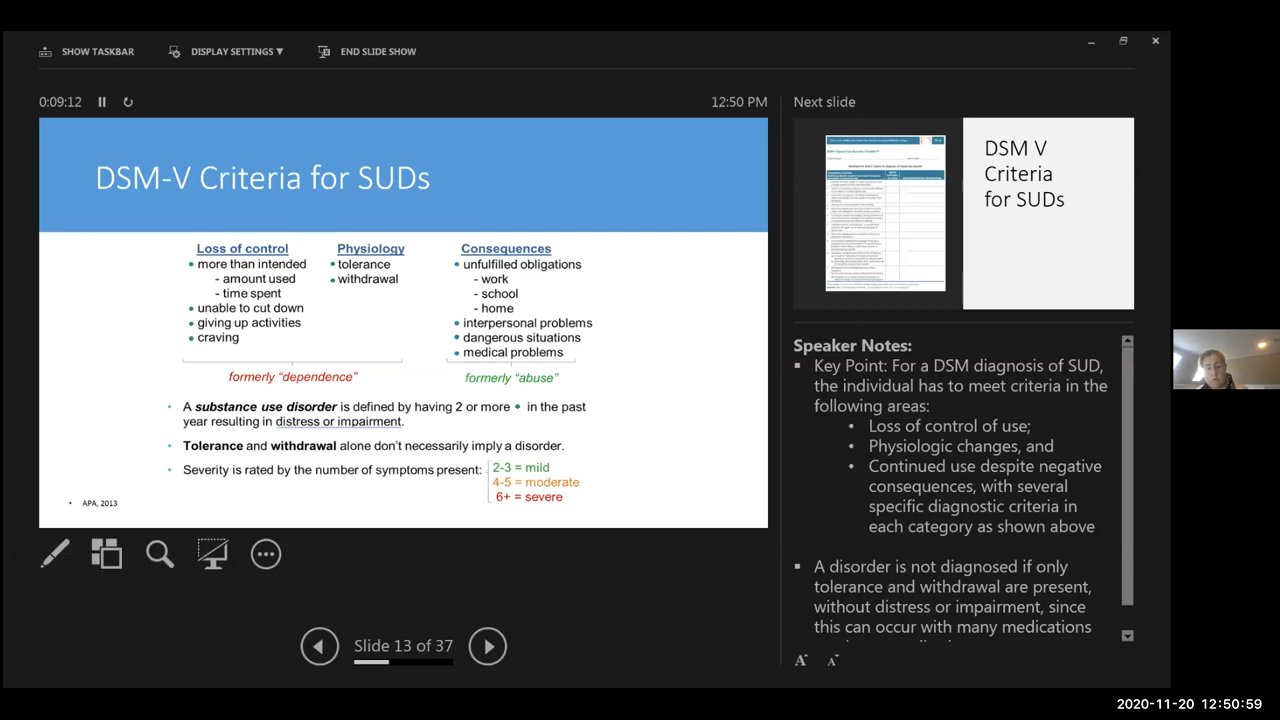 SHOW TASKBAR DISPLAY SETTINGS ▼ END SLIDE SHOW
0:09:12 12:50 PM
Criteria for SUDs
Loss of control Physiology Consequences
• more than intended • tolerance • unfulfilled obligations
- amount used • withdrawal - work
- time spent - school
• unable to cut down - home
• giving up activities • interpersonal problems
• craving • dangerous situations
• medical problems
formerly “dependence” formerly “abuse”
• A substance use disorder is defined by having 2 or more • in the past
year resulting in distress or impairment.
• Tolerance and withdrawal alone don’t necessarily imply a disorder.
• Severity is rated by the number of symptoms present: 2-3 = mild
4-5 = moderate
6+ = severe
• APA, 2013
Slide 13 of 37
Next slide
DSM V
Criteria
for SUDs
Speaker Notes:
▪ Key Point: For a DSM diagnosis of SUD,
the individual has to meet criteria in the
following areas:
• Loss of control of use;
• Physiologic changes, and
• Continued use despite negative
consequences, with several
specific diagnostic criteria in
each category as shown above
▪ A disorder is not diagnosed if only
tolerance and withdrawal are present,
without distress or impairment, since
this can occur with many medications
A A
2020-11-20 12:50:59